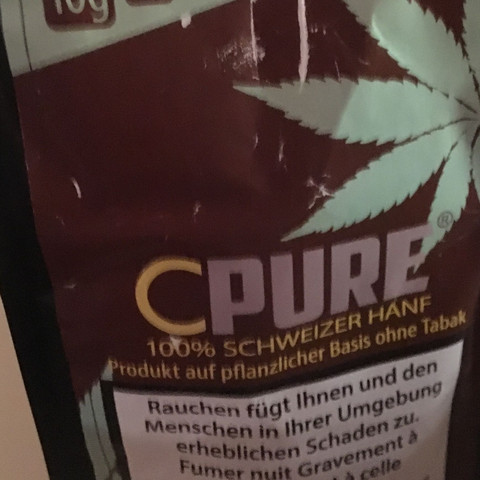 10g
CPURE®
100% SCHWEIZER HANF
Produkt auf pflanzlicher Basis ohne Tabak
Rauchen fügt Ihnen und den
Menschen in Ihrer Umgebung
erheblichen Schaden zu.
Fumer nuit Gravement à
à celle